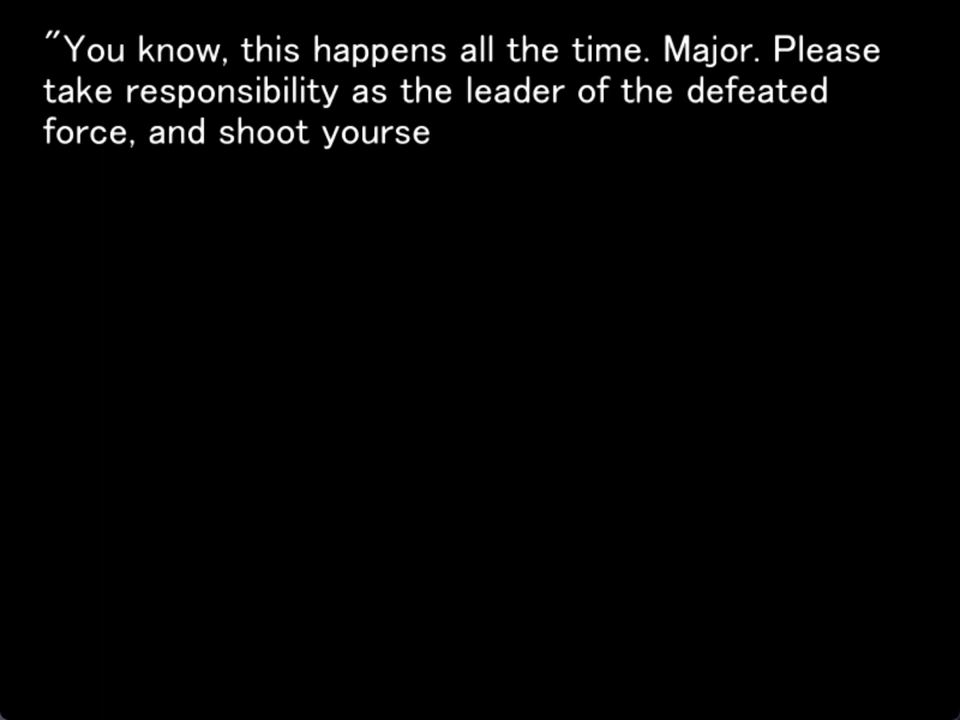 "You know, this happens all the time. Major. Please
take responsibility as the leader of the defeated
force, and shoot yourse